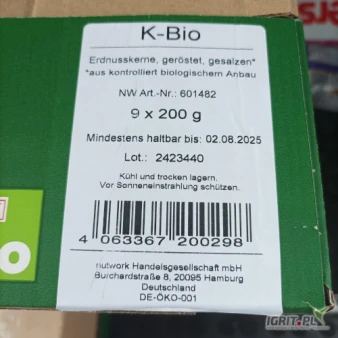 K-Bio
Erdnusskerne, geröstet, gesalzen*
*aus kontrolliert biologischem Anbau
NW Art.-Nr.: 601482
9 x 200 g
Mindestens haltbar bis: 02.08.2025
Lot.: 2423440
Kühl und trocken lagern.
Vor Sonneneinstrahlung schützen.
4 063367 200298
nutwork Handelsgesellschaft mbH
Burchardstraße 8, 20095 Hamburg
Deutschland
DE-ÖKO-001
IGRIT.PL